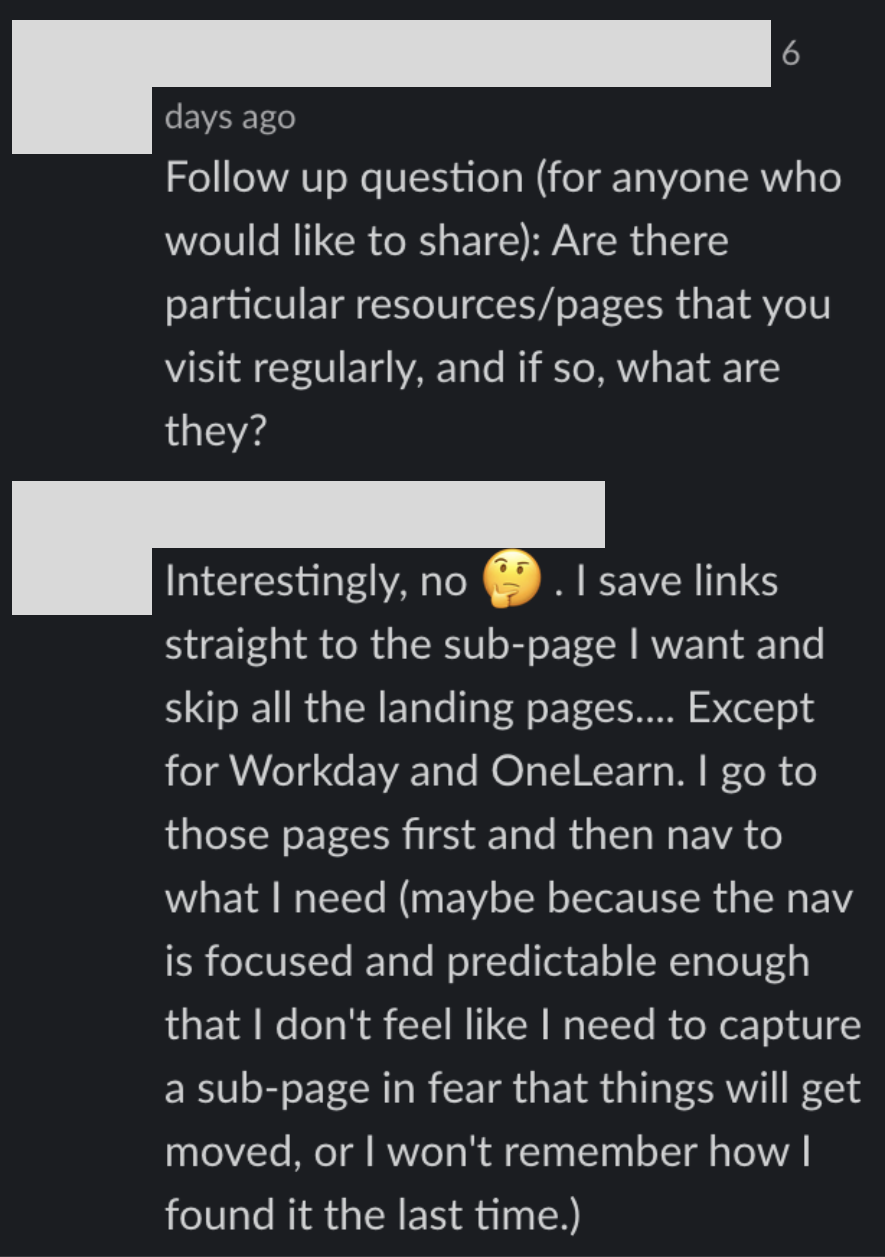 6
days ago
Follow up question (for anyone who
would like to share): Are there
particular resources/pages that you
visit regularly, and if so, what are
they?
Interestingly, no 🤔 . I save links
straight to the sub-page I want and
skip all the landing pages.... Except
for Workday and OneLearn. I go to
those pages first and then nav to
what I need (maybe because the nav
is focused and predictable enough
that I don't feel like I need to capture
a sub-page in fear that things will get
moved, or I won't remember how I
found it the last time.)